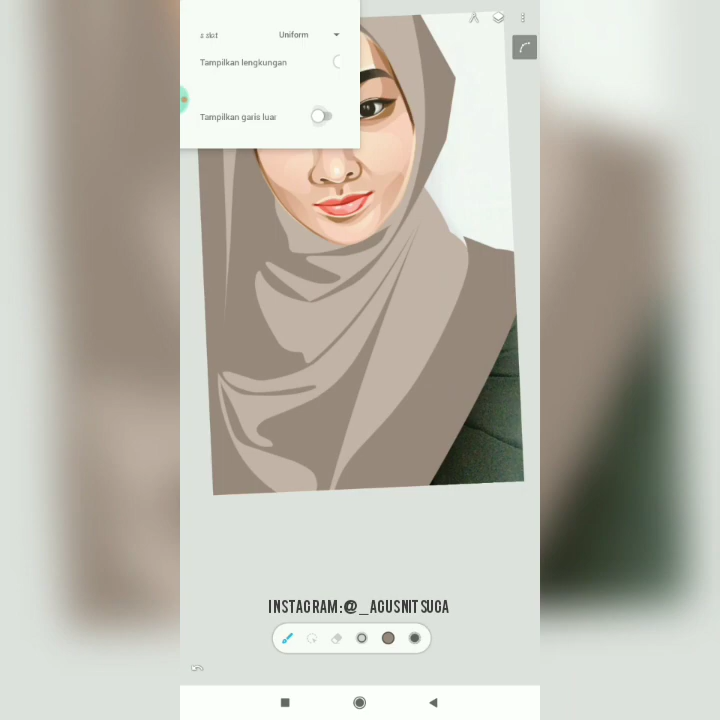 Uniform
Tampilkan lengkungan
Tampilkan garis luar
INSTAGRAM:@_AGUSNITSUGA